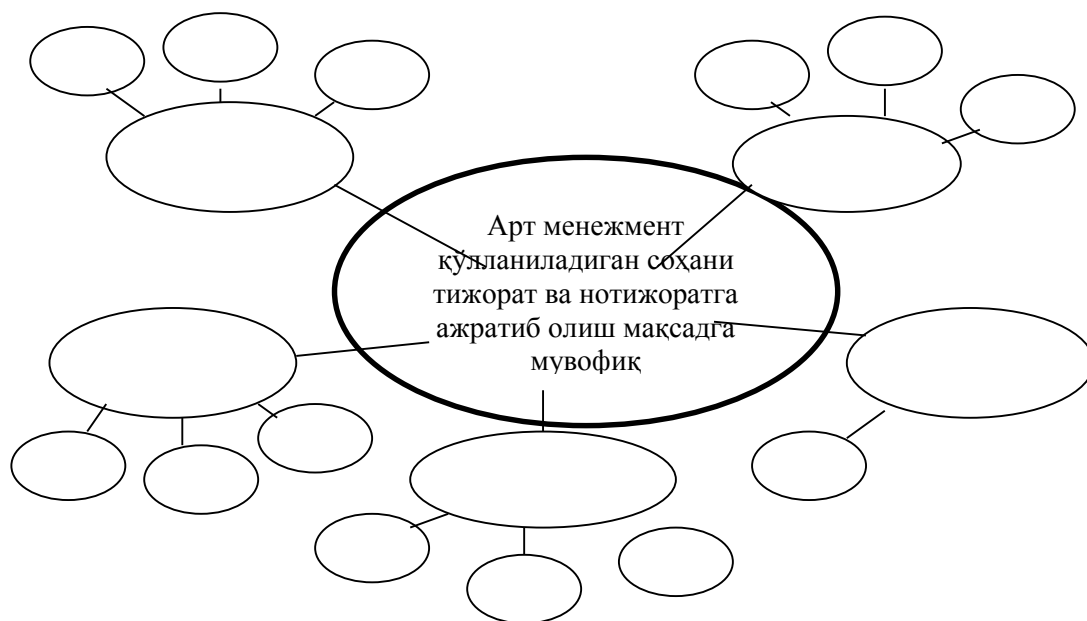 Арт менежмент
қўлланиладиган соҳани
тижорат ва нотижоратга
ажратиб олиш мақсадга
мувофиқ